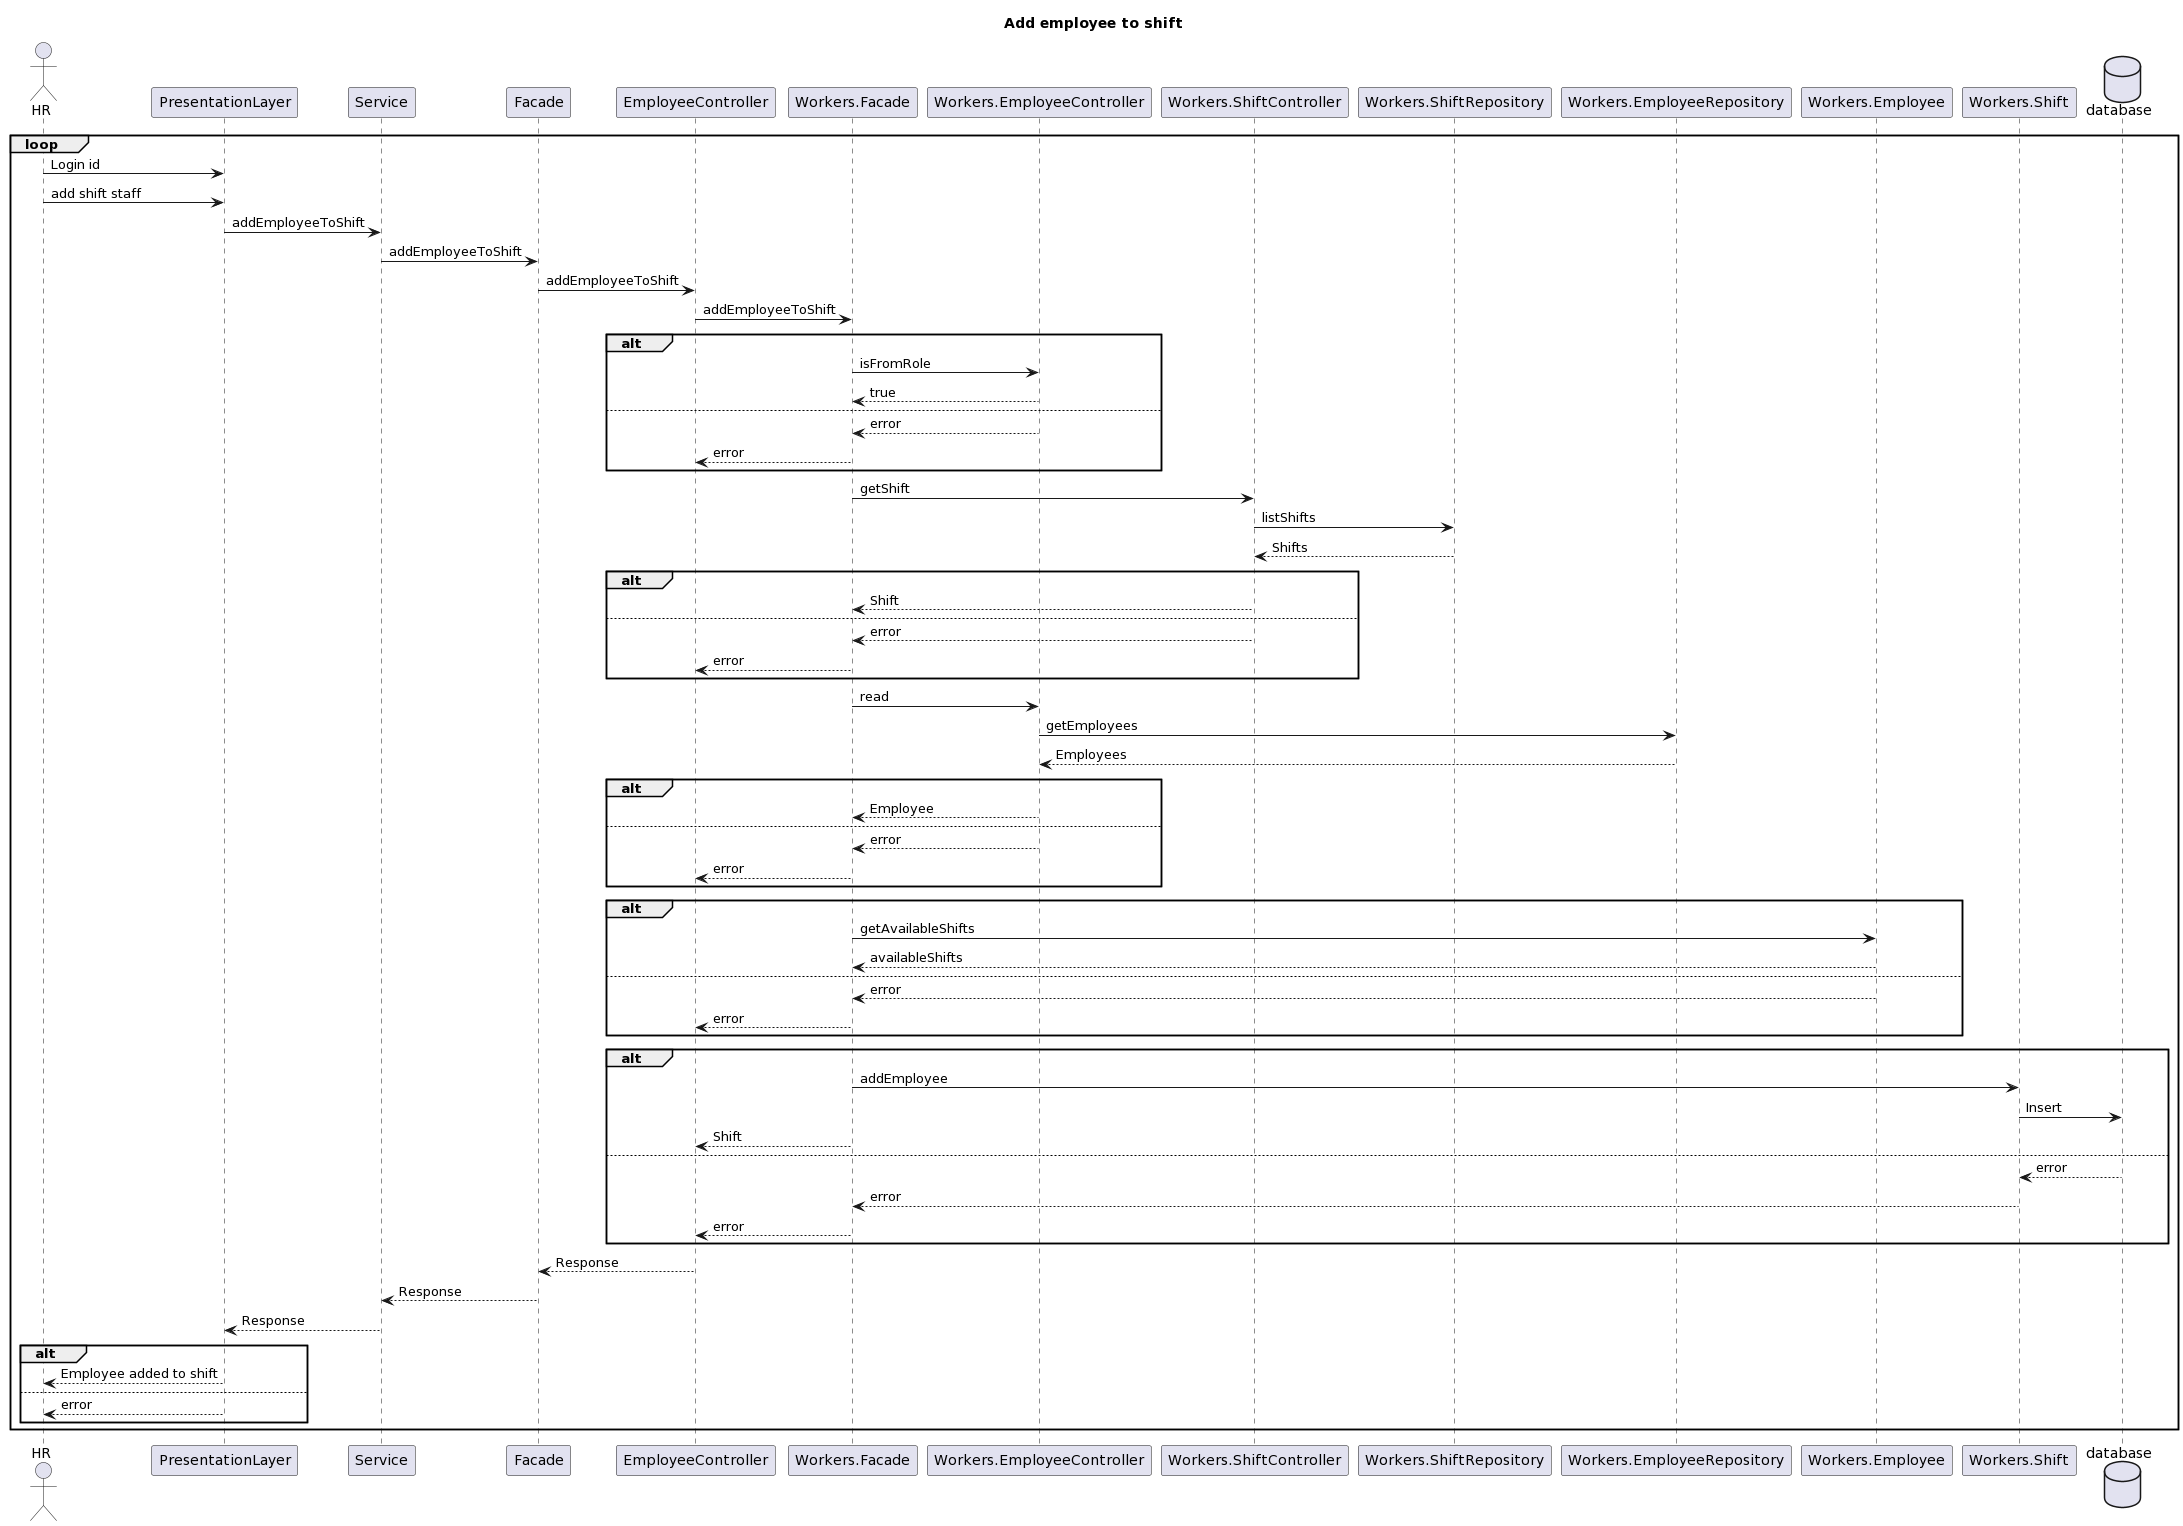 Add employee to shift
HR
PresentationLayer
Service
Facade
EmployeeController
Workers.Facade
Workers.EmployeeController
Workers.ShiftController
Workers.ShiftRepository
Workers.EmployeeRepository
Workers.Employee
Workers.Shift
database
loop
Login id
add shift staff
addEmployeeToShift
addEmployeeToShift
addEmployeeToShift
addEmployeeToShift
alt
isFromRole
true
error
error
getShift
listShifts
Shifts
alt
Shift
error
error
read
getEmployees
Employees
alt
Employee
error
error
alt
getAvailableShifts
availableShifts
error
error
alt
addEmployee
Insert
Shift
error
error
error
Response
Response
Response
alt
Employee added to shift
error
HR
PresentationLayer
Service
Facade
EmployeeController
Workers.Facade
Workers.EmployeeController
Workers.ShiftController
Workers.ShiftRepository
Workers.EmployeeRepository
Workers.Employee
Workers.Shift
database